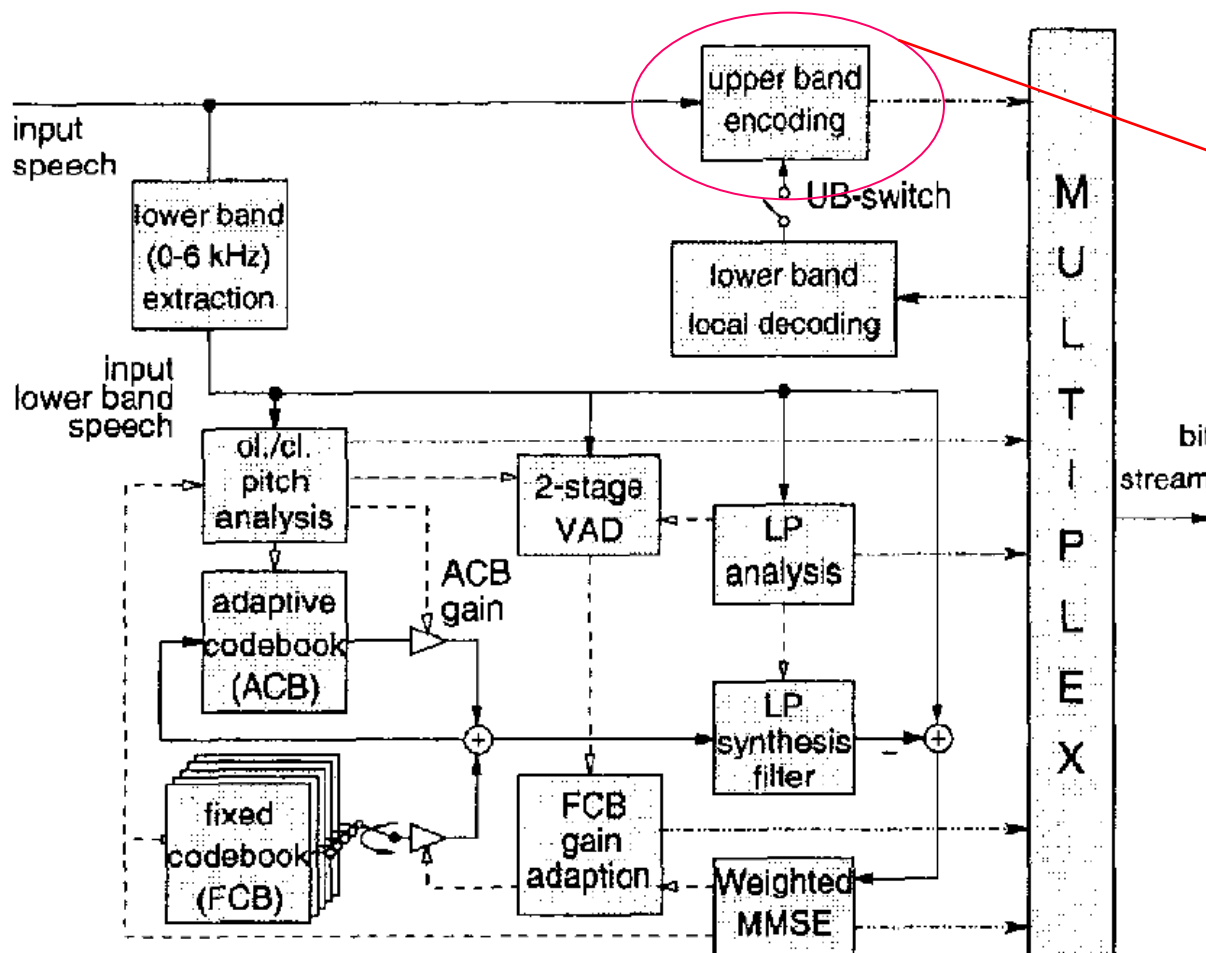 upper band
encoding
input
speech
UB-switch
lower band
(0-6 kHz)
extraction
lower band
local decoding
input
lower band
speech
ol./cl.
pitch
analysis
2-stage
VAD
LP
analysis
ACB
gain
adaptive
codebook
(ACB)
LP
synthesis
filter
fixed
codebook
(FCB)
FCB
gain
adaption
Weighted
MMSE
M
U
L
T
I
P
L
E
X
bit
stream